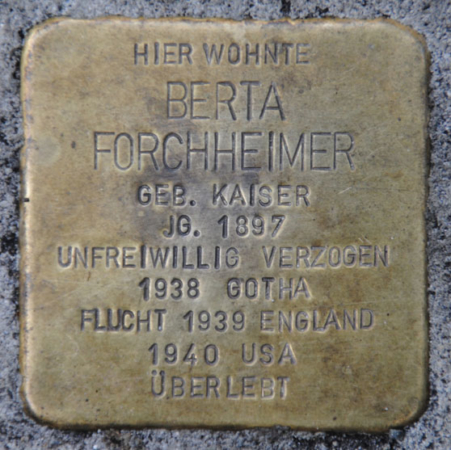 HIER WOHNTE
BERTA
FORCHHEIMER
GEB. KAISER
JG. 1897
UNFREIWILLIG VERZOGEN
1938 GOTHA
FLUCHT 1939 ENGLAND
1940 USA
ÜBERLEBT